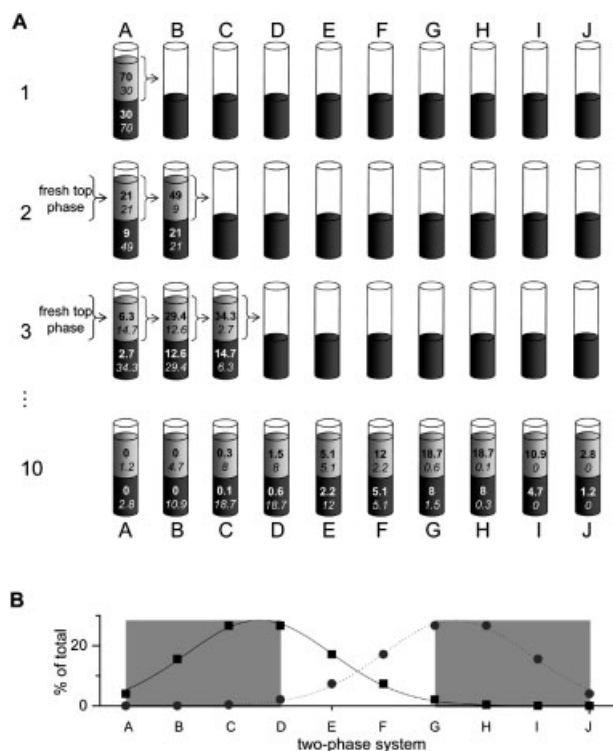 A
A B C D E F G H I J
1
70
30
30
70
2
fresh top
phase
21 49
21 9
9 21
49 21
3
fresh top
phase
6.3 29.4 34.3
14.7 12.6 2.7
2.7 12.6 14.7
34.3 29.4 6.3
...
10
0 0 0.3 1.5 5.1 12 18.7 18.7 10.9 2.8
1.2 4.7 8 8 5.1 2.2 0.6 0.1 0 0
0 0 0.1 0.6 2.2 5.1 8 8 4.7 1.2
2.8 10.9 18.7 18.7 12 5.1 1.5 0.3 0 0
A B C D E F G H I J
B
% of total
20
0
A B C D E F G H I J
two-phase system